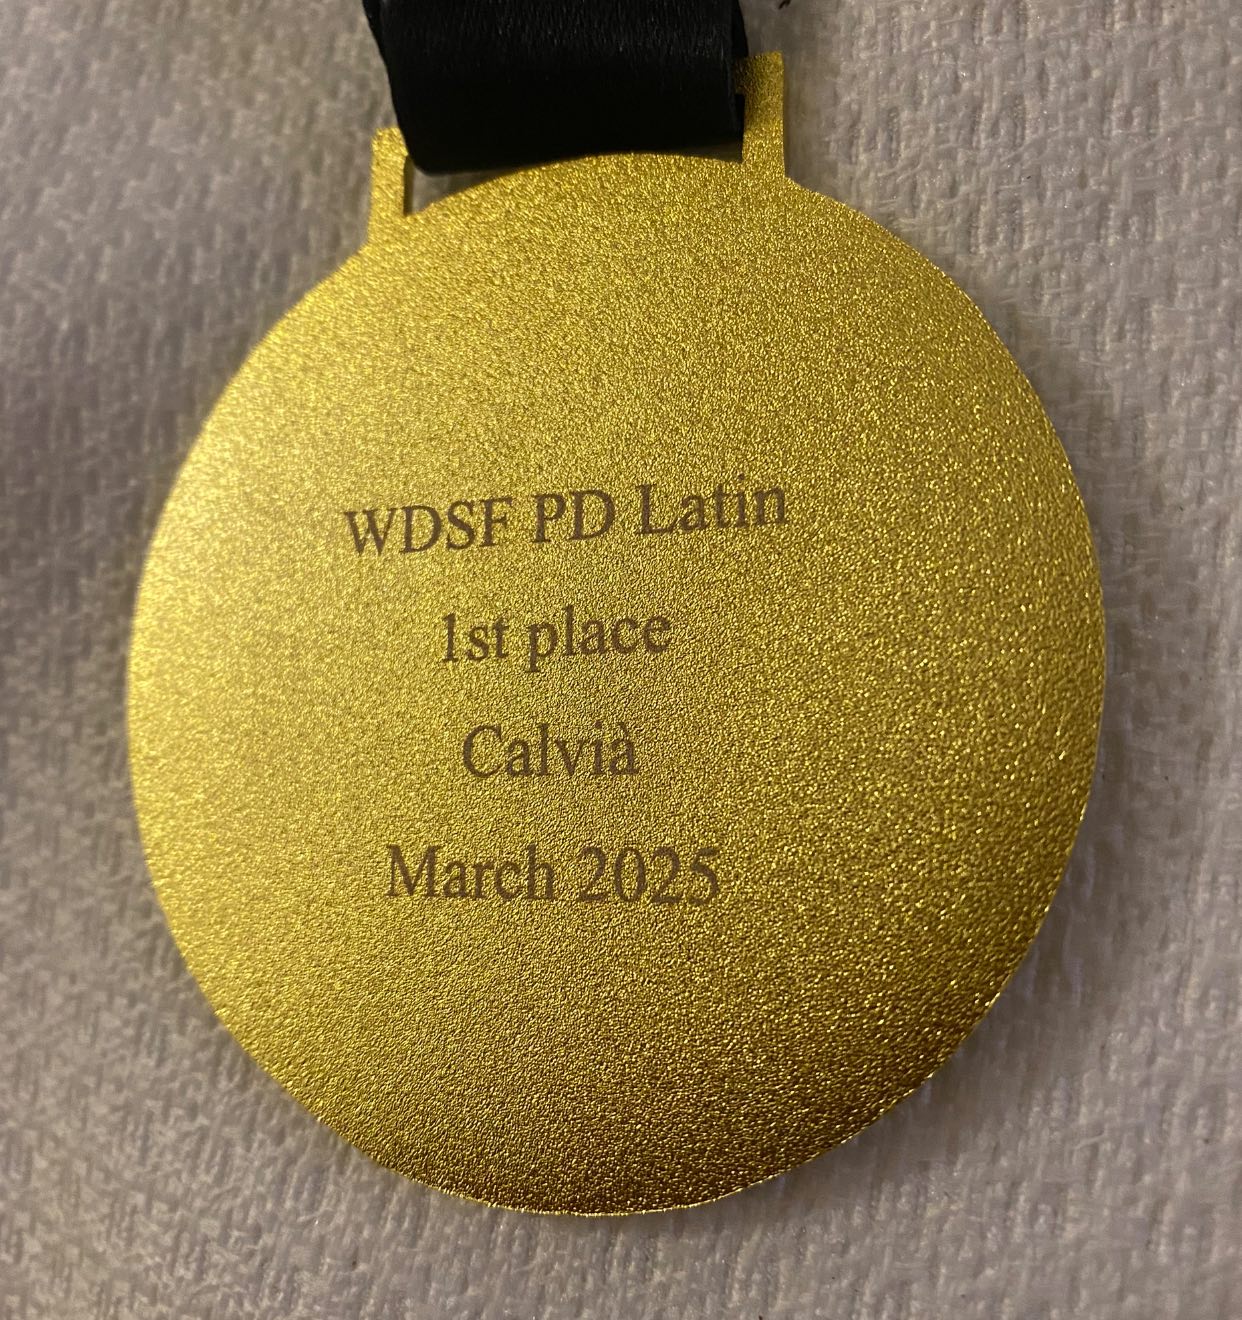 WDSF PD Latin
1st place
Calvià
March 2025